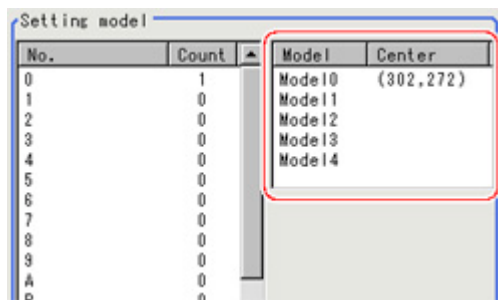 Setting model
No. Count Model Center
0 1 Model0 (302,272)
1 0 Model1
2 0 Model2
3 0 Model3
4 0 Model4
5 0
6 0
7 0
8 0
9 0
A 0
B 0